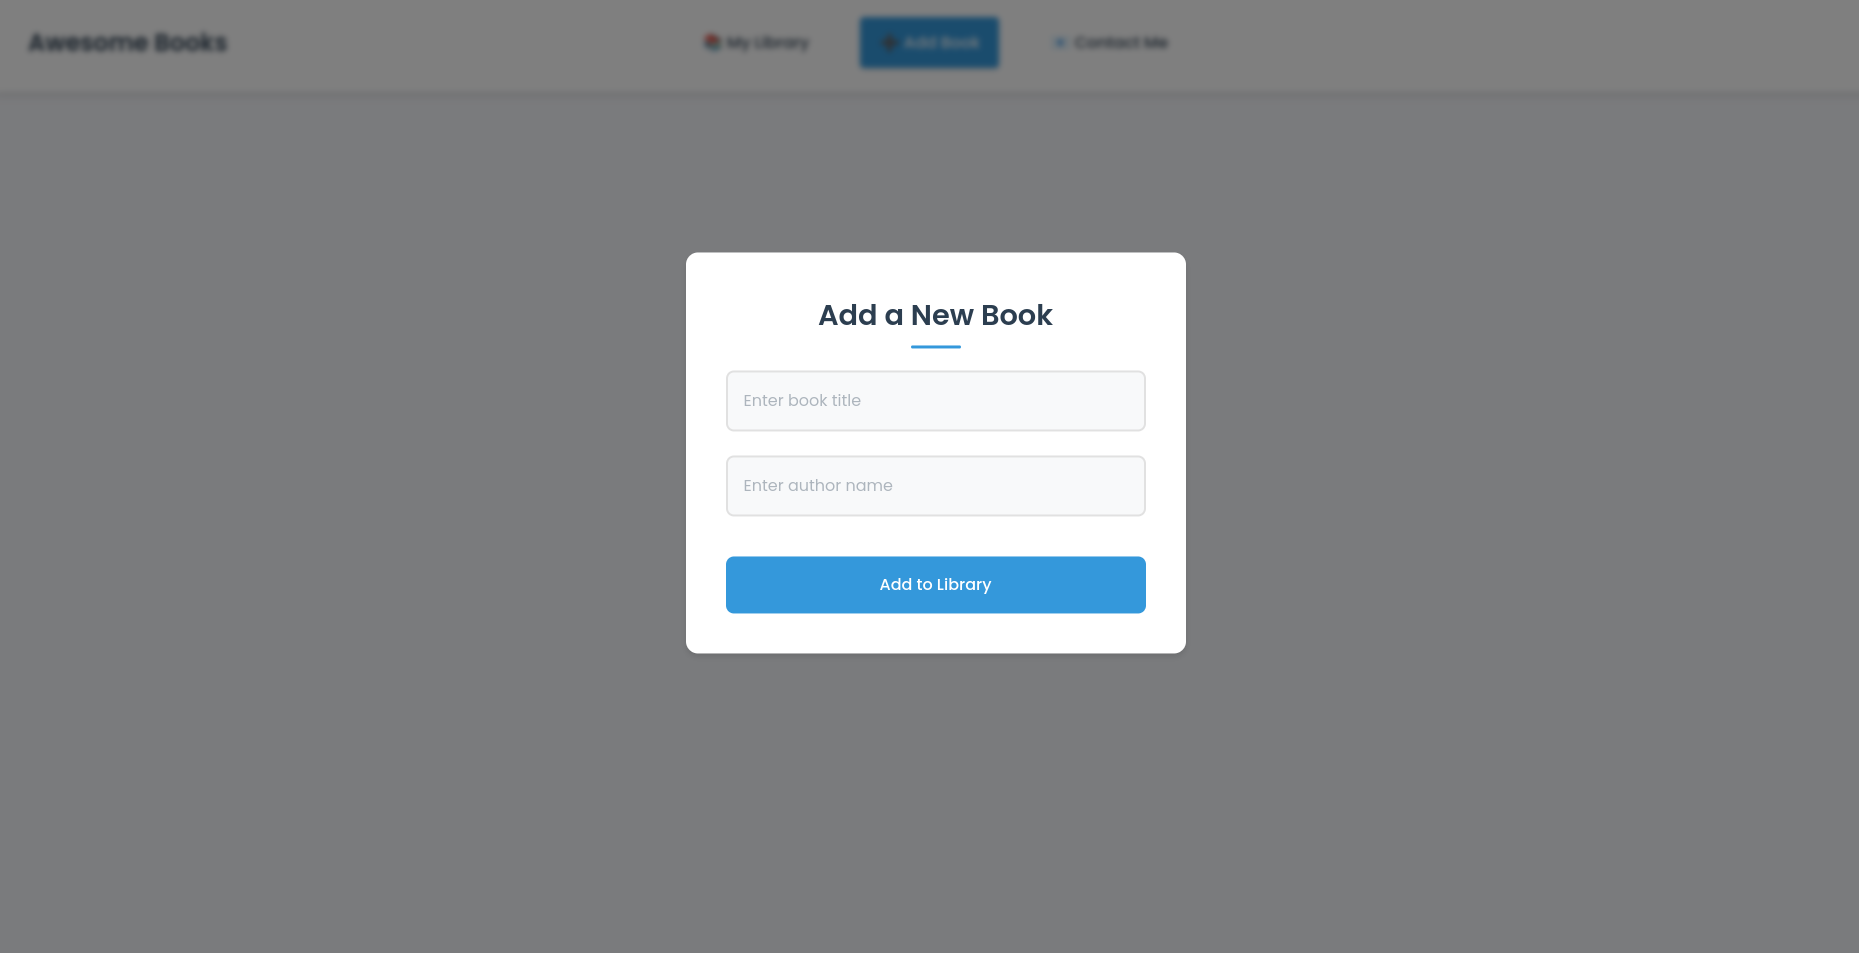 Awesome Books
My Library
Add Book
Contact Me
Add a New Book
Enter book title
Enter author name
Add to Library